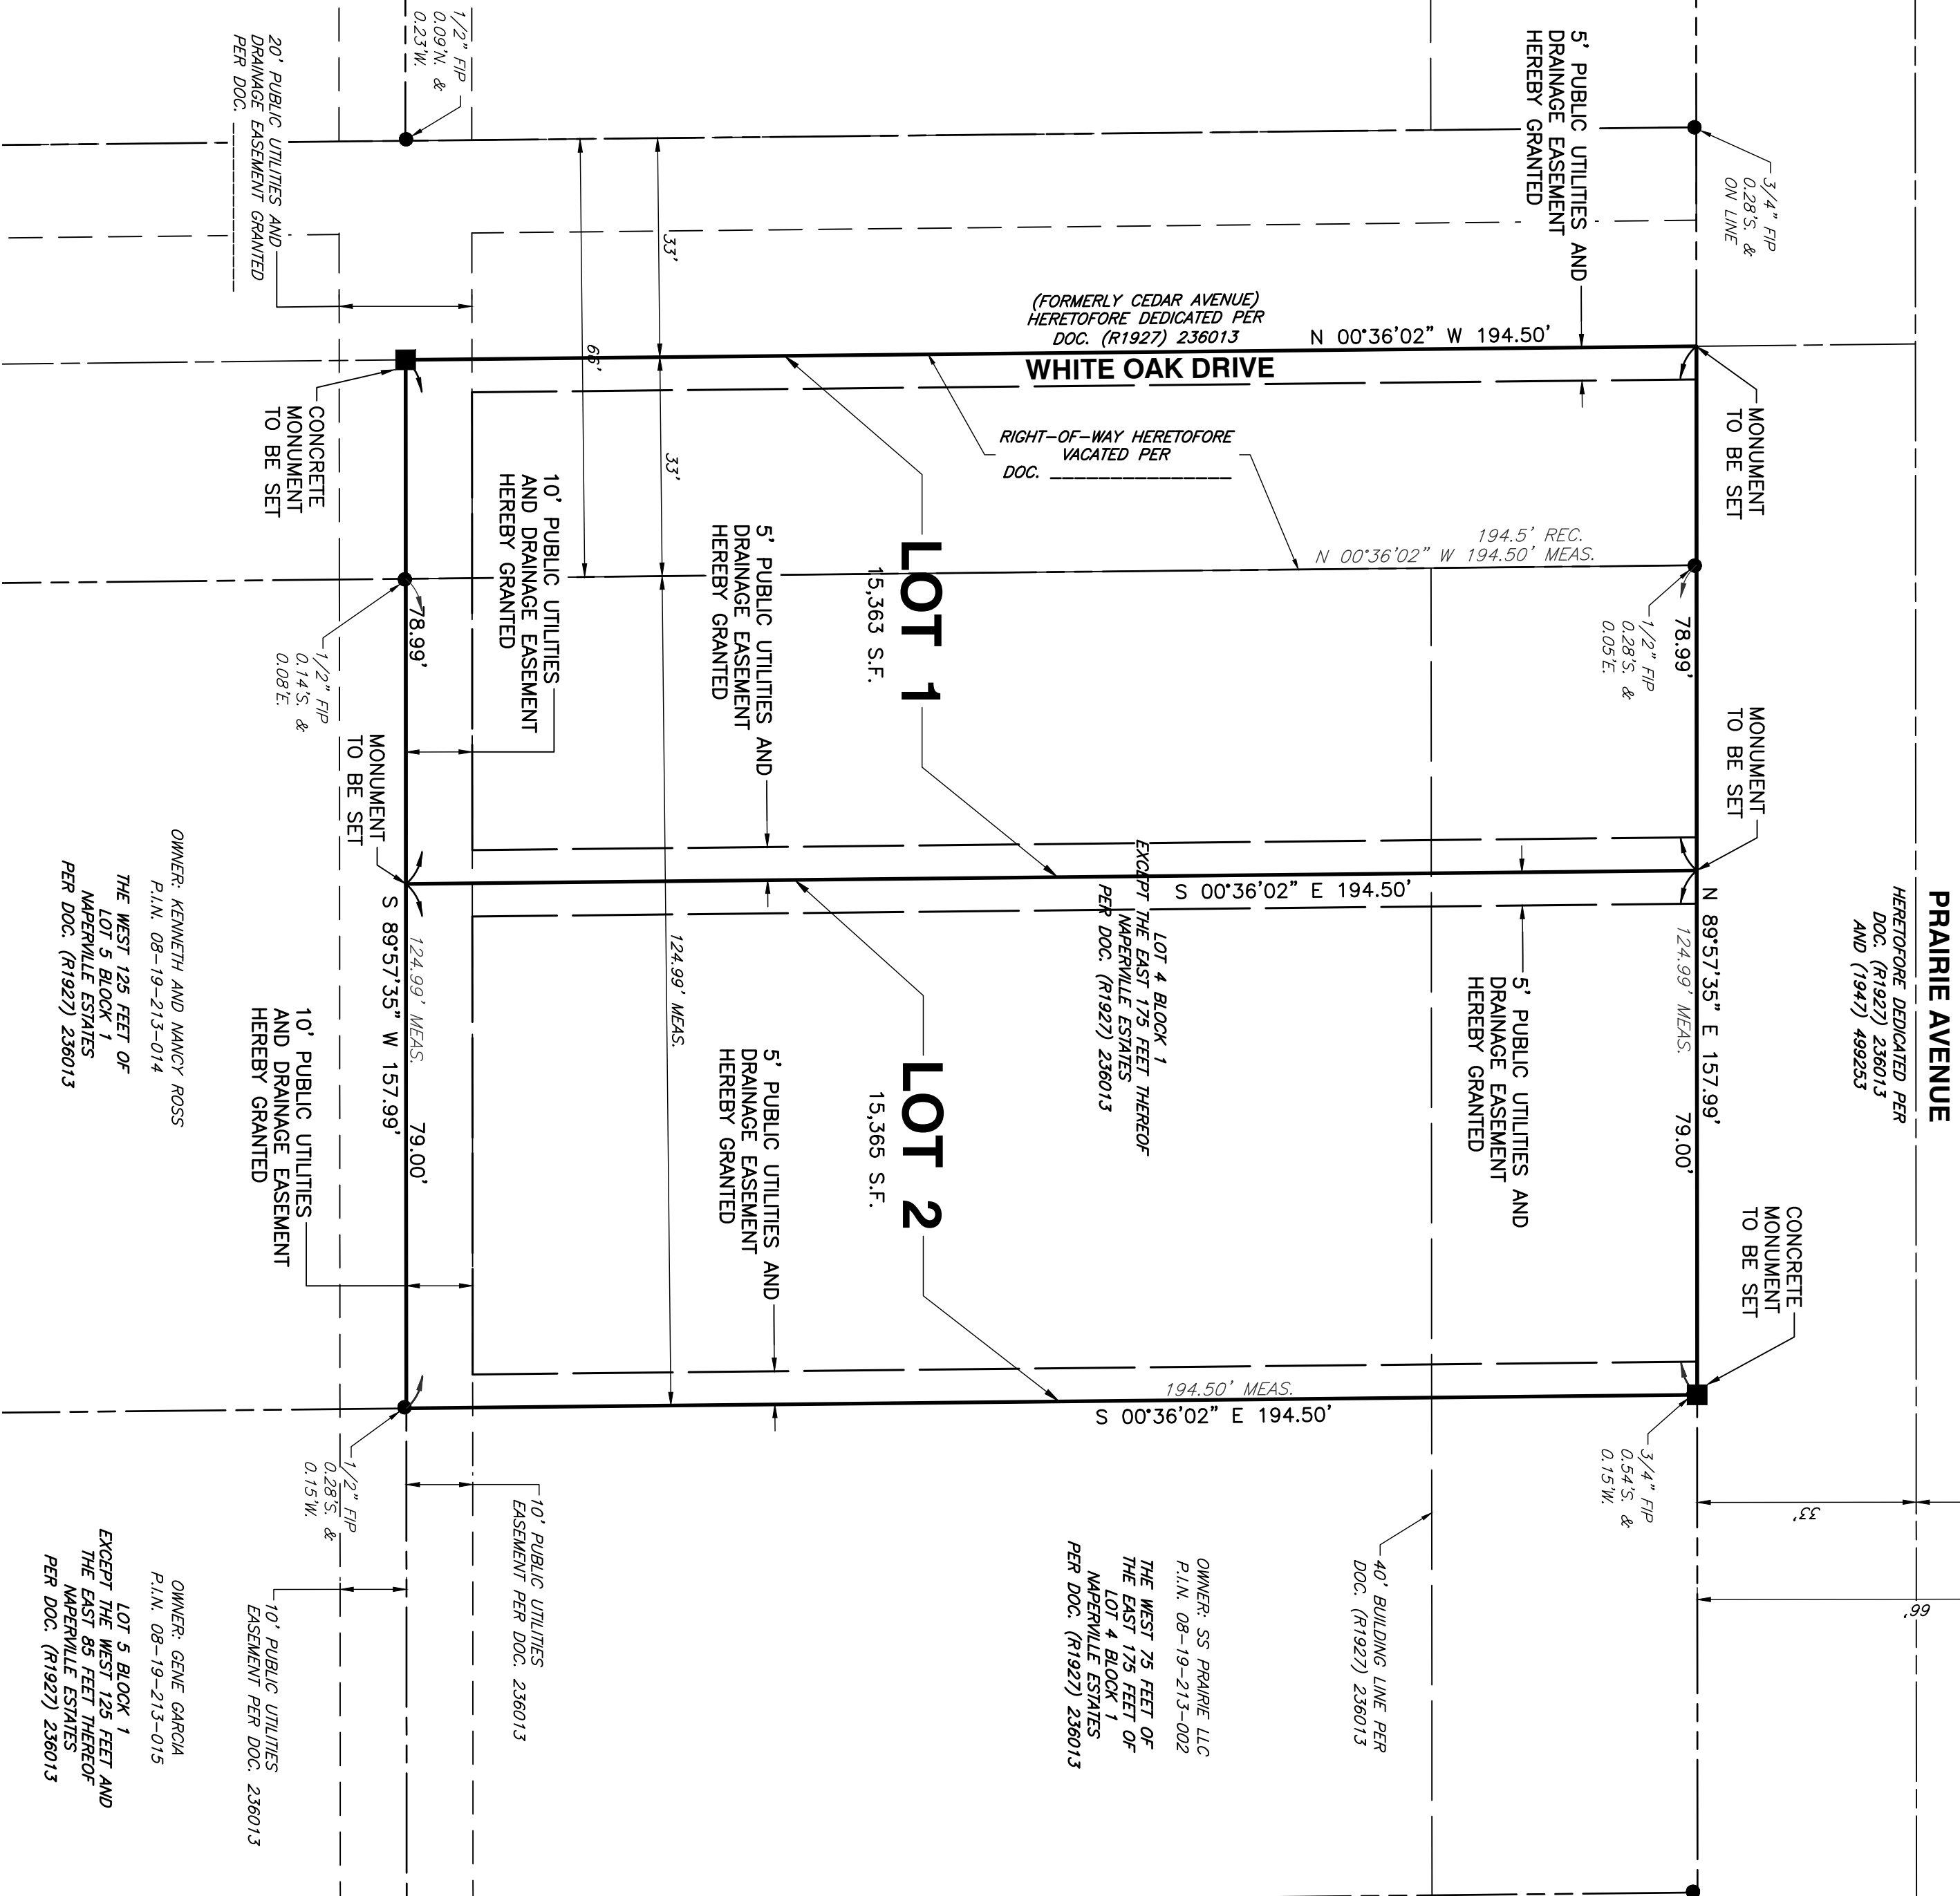 PRAIRIE AVENUE
HERETOFORE DEDICATED PER
DOC. (R1927) 236013
AND (1947) 499253
33'
66'
3/4" FIP
0.28'S. &
ON LINE
MONUMENT
TO BE SET
MONUMENT
TO BE SET
CONCRETE
MONUMENT
TO BE SET
N 89°57'35" E 157.99'
78.99'
124.99' MEAS.
79.00'
1/2" FIP
0.28'S. &
0.05'E.
3/4" FIP
0.54'S. &
0.15'W.
5' PUBLIC UTILITIES AND
DRAINAGE EASEMENT
HEREBY GRANTED
(FORMERLY CEDAR AVENUE)
HERETOFORE DEDICATED PER
DOC. (R1927) 236013
N 00°36'02" W 194.50'
WHITE OAK DRIVE
RIGHT-OF-WAY HERETOFORE
VACATED PER
DOC. _______________
194.5' REC.
N 00°36'02" W 194.50' MEAS.
5' PUBLIC UTILITIES AND
DRAINAGE EASEMENT
HEREBY GRANTED
40' BUILDING LINE PER
DOC. (R1927) 236013
S 00°36'02" E 194.50'
LOT 4 BLOCK 1
EXCEPT THE EAST 175 FEET THEREOF
NAPERVILLE ESTATES
PER DOC. (R1927) 236013
194.50' MEAS.
S 00°36'02" E 194.50'
OWNER: SS PRAIRIE LLC
P.I.N. 08-19-213-002
THE WEST 75 FEET OF
THE EAST 175 FEET OF
LOT 4 BLOCK 1
NAPERVILLE ESTATES
PER DOC. (R1927) 236013
LOT 1
15,363 S.F.
LOT 2
15,365 S.F.
5' PUBLIC UTILITIES AND
DRAINAGE EASEMENT
HEREBY GRANTED
5' PUBLIC UTILITIES AND
DRAINAGE EASEMENT
HEREBY GRANTED
33'
33'
124.99' MEAS.
66'
10' PUBLIC UTILITIES
AND DRAINAGE EASEMENT
HEREBY GRANTED
10' PUBLIC UTILITIES
EASEMENT PER DOC. 236013
1/2" FIP
0.09'N. &
0.23'W.
78.99'
124.99' MEAS.
79.00'
S 89°57'35" W 157.99'
CONCRETE
MONUMENT
TO BE SET
1/2" FIP
0.14'S. &
0.08'E.
MONUMENT
TO BE SET
10' PUBLIC UTILITIES
AND DRAINAGE EASEMENT
HEREBY GRANTED
1/2" FIP
0.28'S. &
0.15'W.
20' PUBLIC UTILITIES AND
DRAINAGE EASEMENT GRANTED
PER DOC. _______________
10' PUBLIC UTILITIES
EASEMENT PER DOC. 236013
OWNER: KENNETH AND NANCY ROSS
P.I.N. 08-19-213-014
THE WEST 125 FEET OF
LOT 5 BLOCK 1
NAPERVILLE ESTATES
PER DOC. (R1927) 236013
OWNER: GENE GARCIA
P.I.N. 08-19-213-015
LOT 5 BLOCK 1
EXCEPT THE WEST 125 FEET AND
THE EAST 85 FEET THEREOF
NAPERVILLE ESTATES
PER DOC. (R1927) 236013